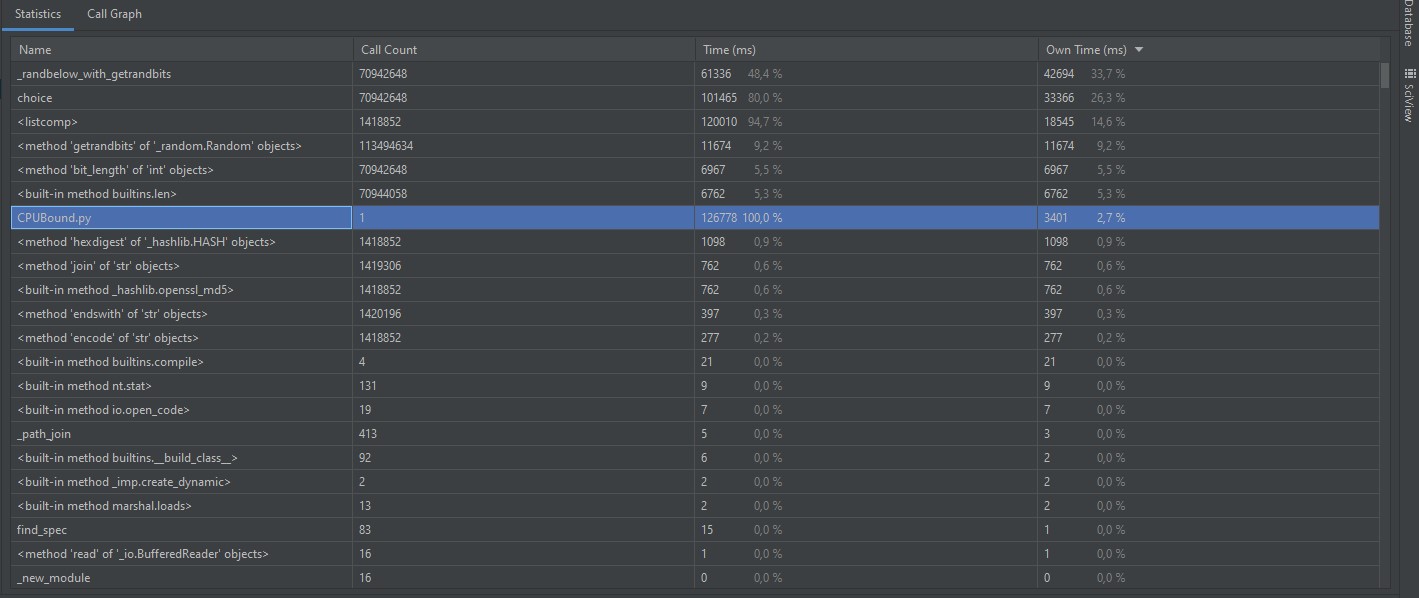 Statistics Call Graph
Name Call Count Time (ms) Own Time (ms)
_randbelow_with_getrandbits 70942648 61336 48,4 % 42694 33,7 %
choice 70942648 101465 80,0 % 33366 26,3 %
<listcomp> 1418852 120010 94,7 % 18545 14,6 %
<method 'getrandbits' of '_random.Random' objects> 113494634 11674 9,2 % 11674 9,2 %
<method 'bit_length' of 'int' objects> 70942648 6967 5,5 % 6967 5,5 %
<built-in method builtins.len> 70944058 6762 5,3 % 6762 5,3 %
CPUBound.py 1 126778 100,0 % 3401 2,7 %
<method 'hexdigest' of '_hashlib.HASH' objects> 1418852 1098 0,9 % 1098 0,9 %
<method 'join' of 'str' objects> 1419306 762 0,6 % 762 0,6 %
<built-in method _hashlib.openssl_md5> 1418852 762 0,6 % 762 0,6 %
<method 'endswith' of 'str' objects> 1420196 397 0,3 % 397 0,3 %
<method 'encode' of 'str' objects> 1418852 277 0,2 % 277 0,2 %
<built-in method builtins.compile> 4 21 0,0 % 21 0,0 %
<built-in method nt.stat> 131 9 0,0 % 9 0,0 %
<built-in method io.open_code> 19 7 0,0 % 7 0,0 %
_path_join 413 5 0,0 % 3 0,0 %
<built-in method builtins.__build_class__> 92 6 0,0 % 2 0,0 %
<built-in method _imp.create_dynamic> 2 2 0,0 % 2 0,0 %
<built-in method marshal.loads> 13 2 0,0 % 2 0,0 %
find_spec 83 15 0,0 % 1 0,0 %
<method 'read' of '_io.BufferedReader' objects> 16 1 0,0 % 1 0,0 %
_new_module 16 0 0,0 % 0 0,0 %
Database
SciView